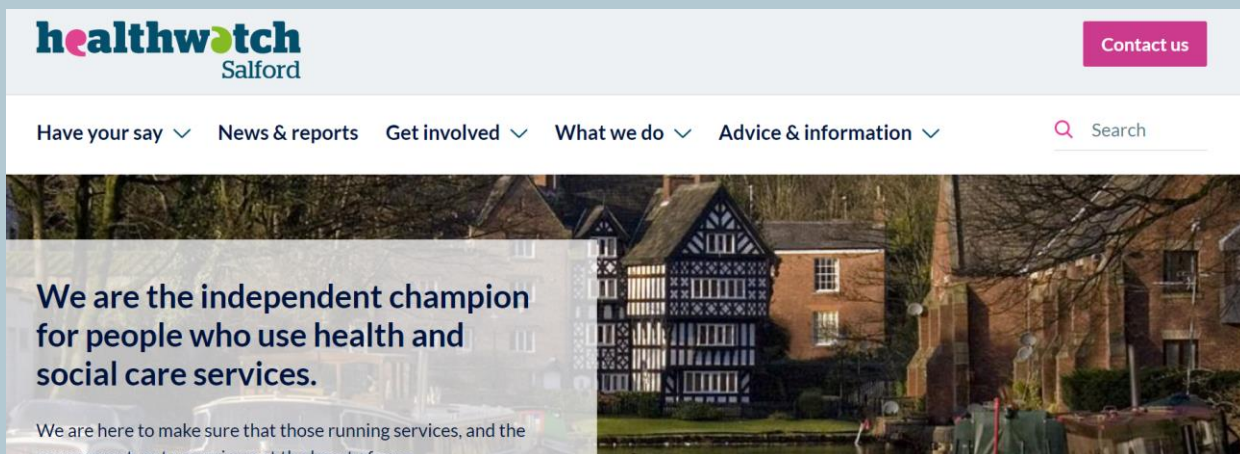 healthwatch
Salford
Contact us
Have your say
News & reports
Get involved
What we do
Advice & information
Search
We are the independent champion
for people who use health and
social care services.
We are here to make sure that those running services, and the